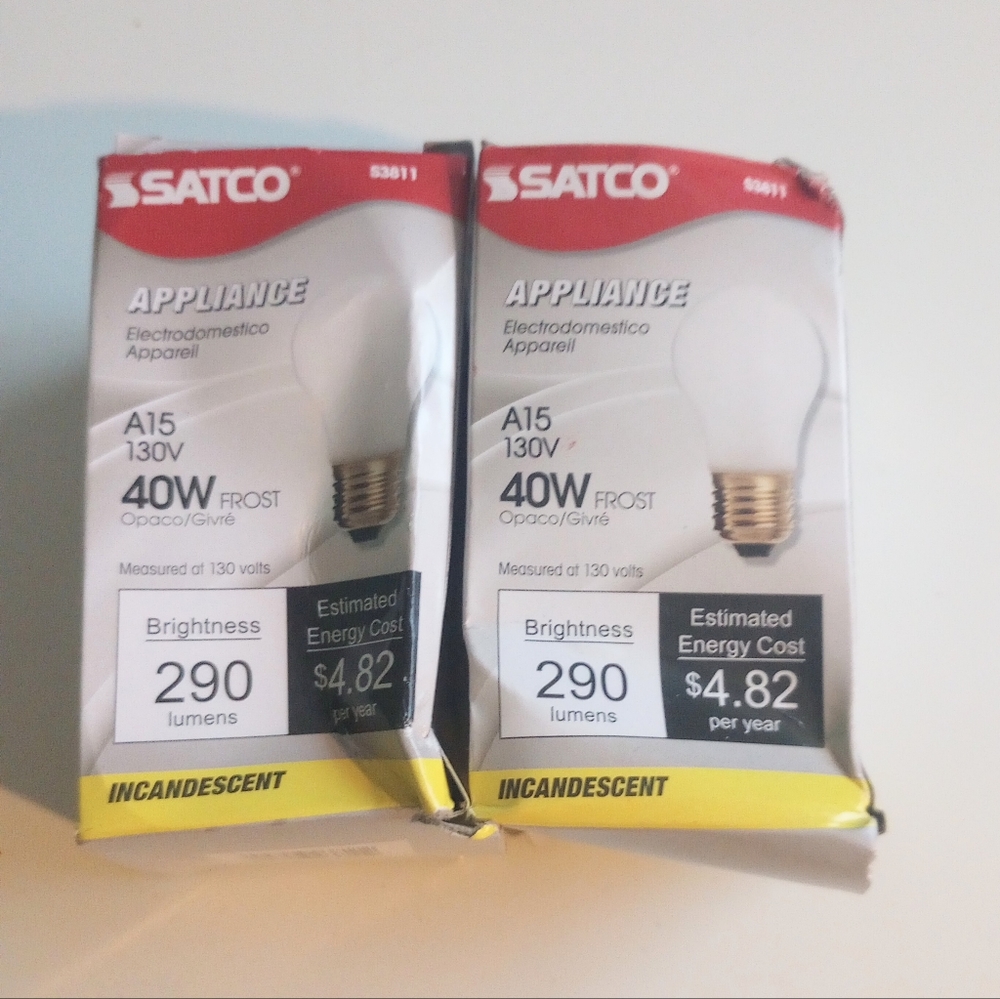 SATCO® S3811
APPLIANCE
Electrodomestico
Appareil
A15
130V
40W FROST
Opaco/Givré
Measured at 130 volts
Brightness
290
lumens
Estimated
Energy Cost
$4.82
per year
INCANDESCENT
SATCO® S3811
APPLIANCE
Electrodomestico
Appareil
A15
130V
40W FROST
Opaco/Givré
Measured at 130 volts
Brightness
290
lumens
Estimated
Energy Cost
$4.82
per year
INCANDESCENT